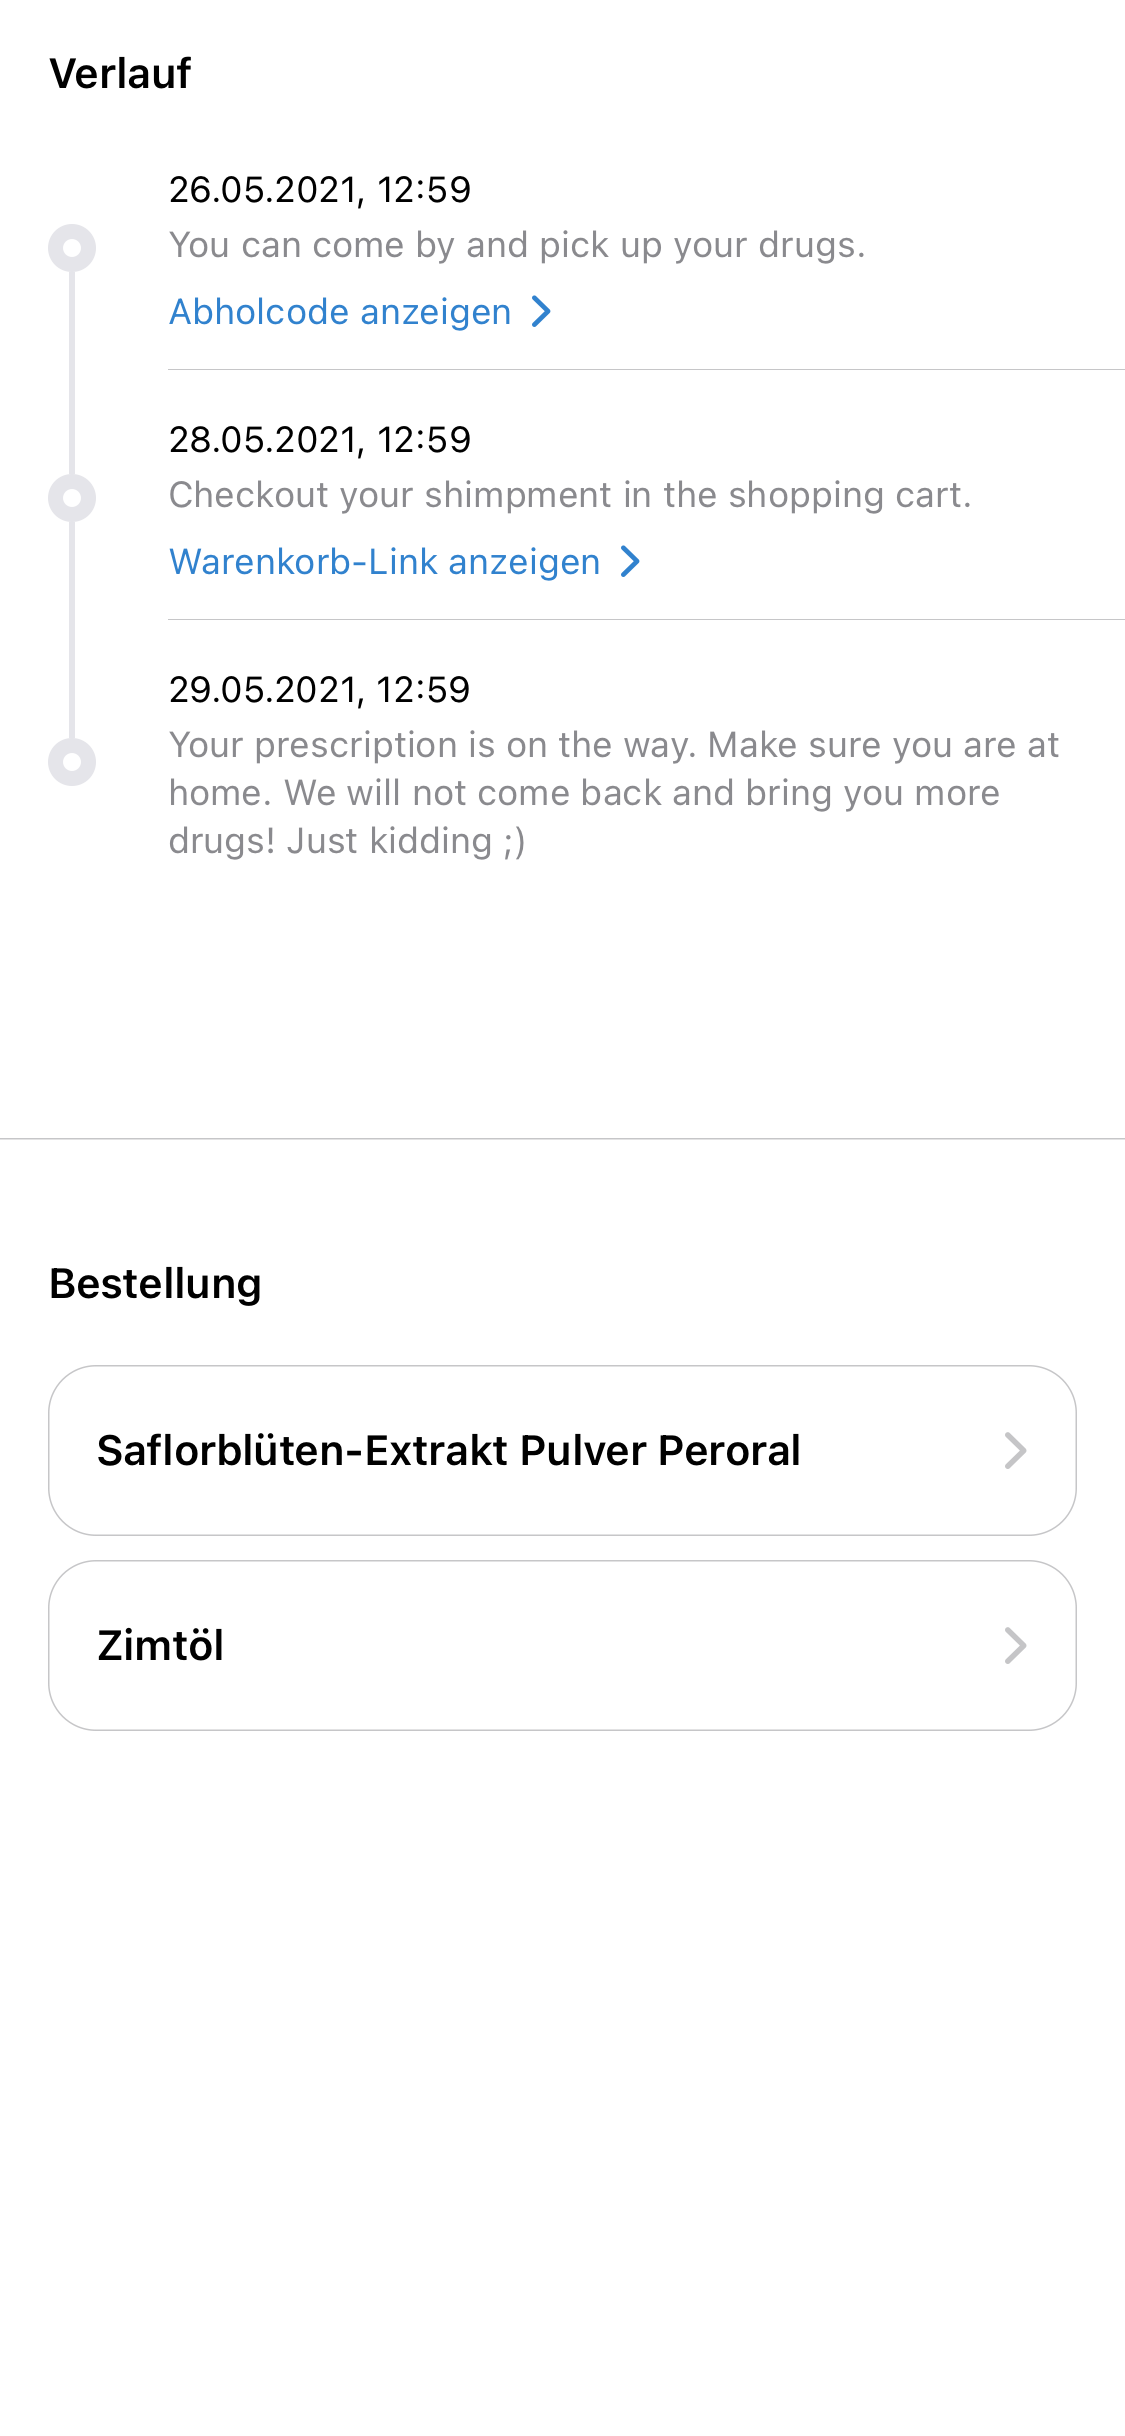 Verlauf
26.05.2021, 12:59
You can come by and pick up your drugs.
Abholcode anzeigen
28.05.2021, 12:59
Checkout your shimpment in the shopping cart.
Warenkorb-Link anzeigen
29.05.2021, 12:59
Your prescription is on the way. Make sure you are at
home. We will not come back and bring you more
drugs! Just kidding ;)
Bestellung
Saflorblüten-Extrakt Pulver Peroral
Zimtöl